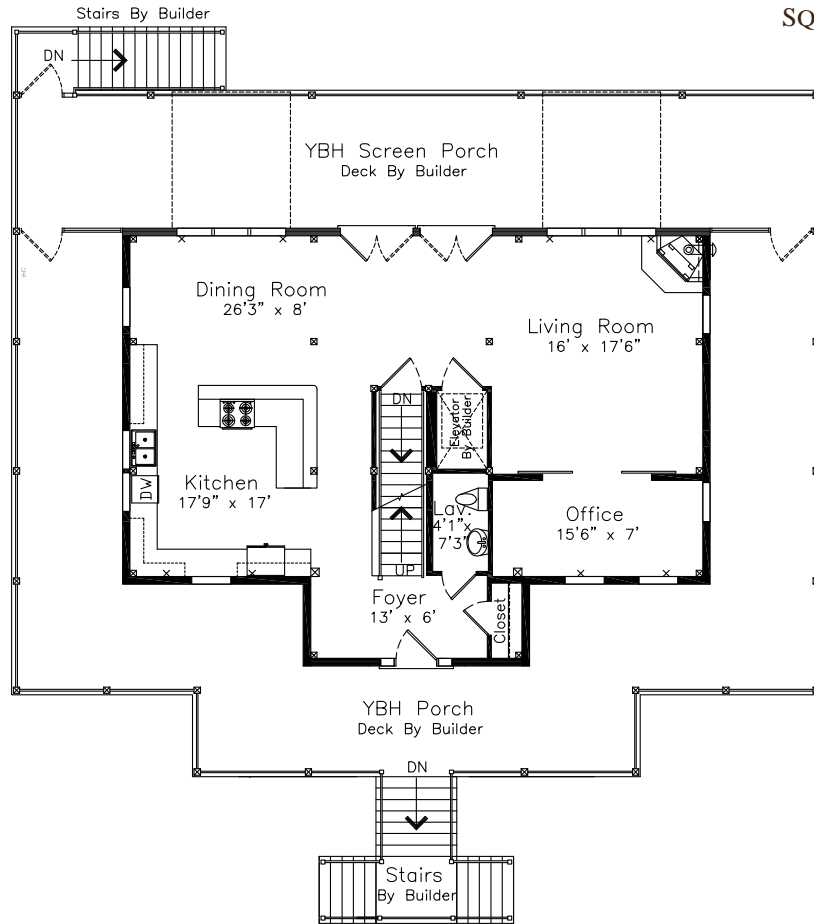 Stairs By Builder
SQ
DN
YBH Screen Porch
Deck By Builder
Dining Room
26'3" x 8'
Living Room
16' x 17'6"
DN
Elevator
By Builder
Kitchen
17'9" x 17'
DW
Lav.
4'1"x
7'3"
Office
15'6" x 7'
UP
Foyer
13' x 6'
Closet
YBH Porch
Deck By Builder
DN
Stairs
By Builder